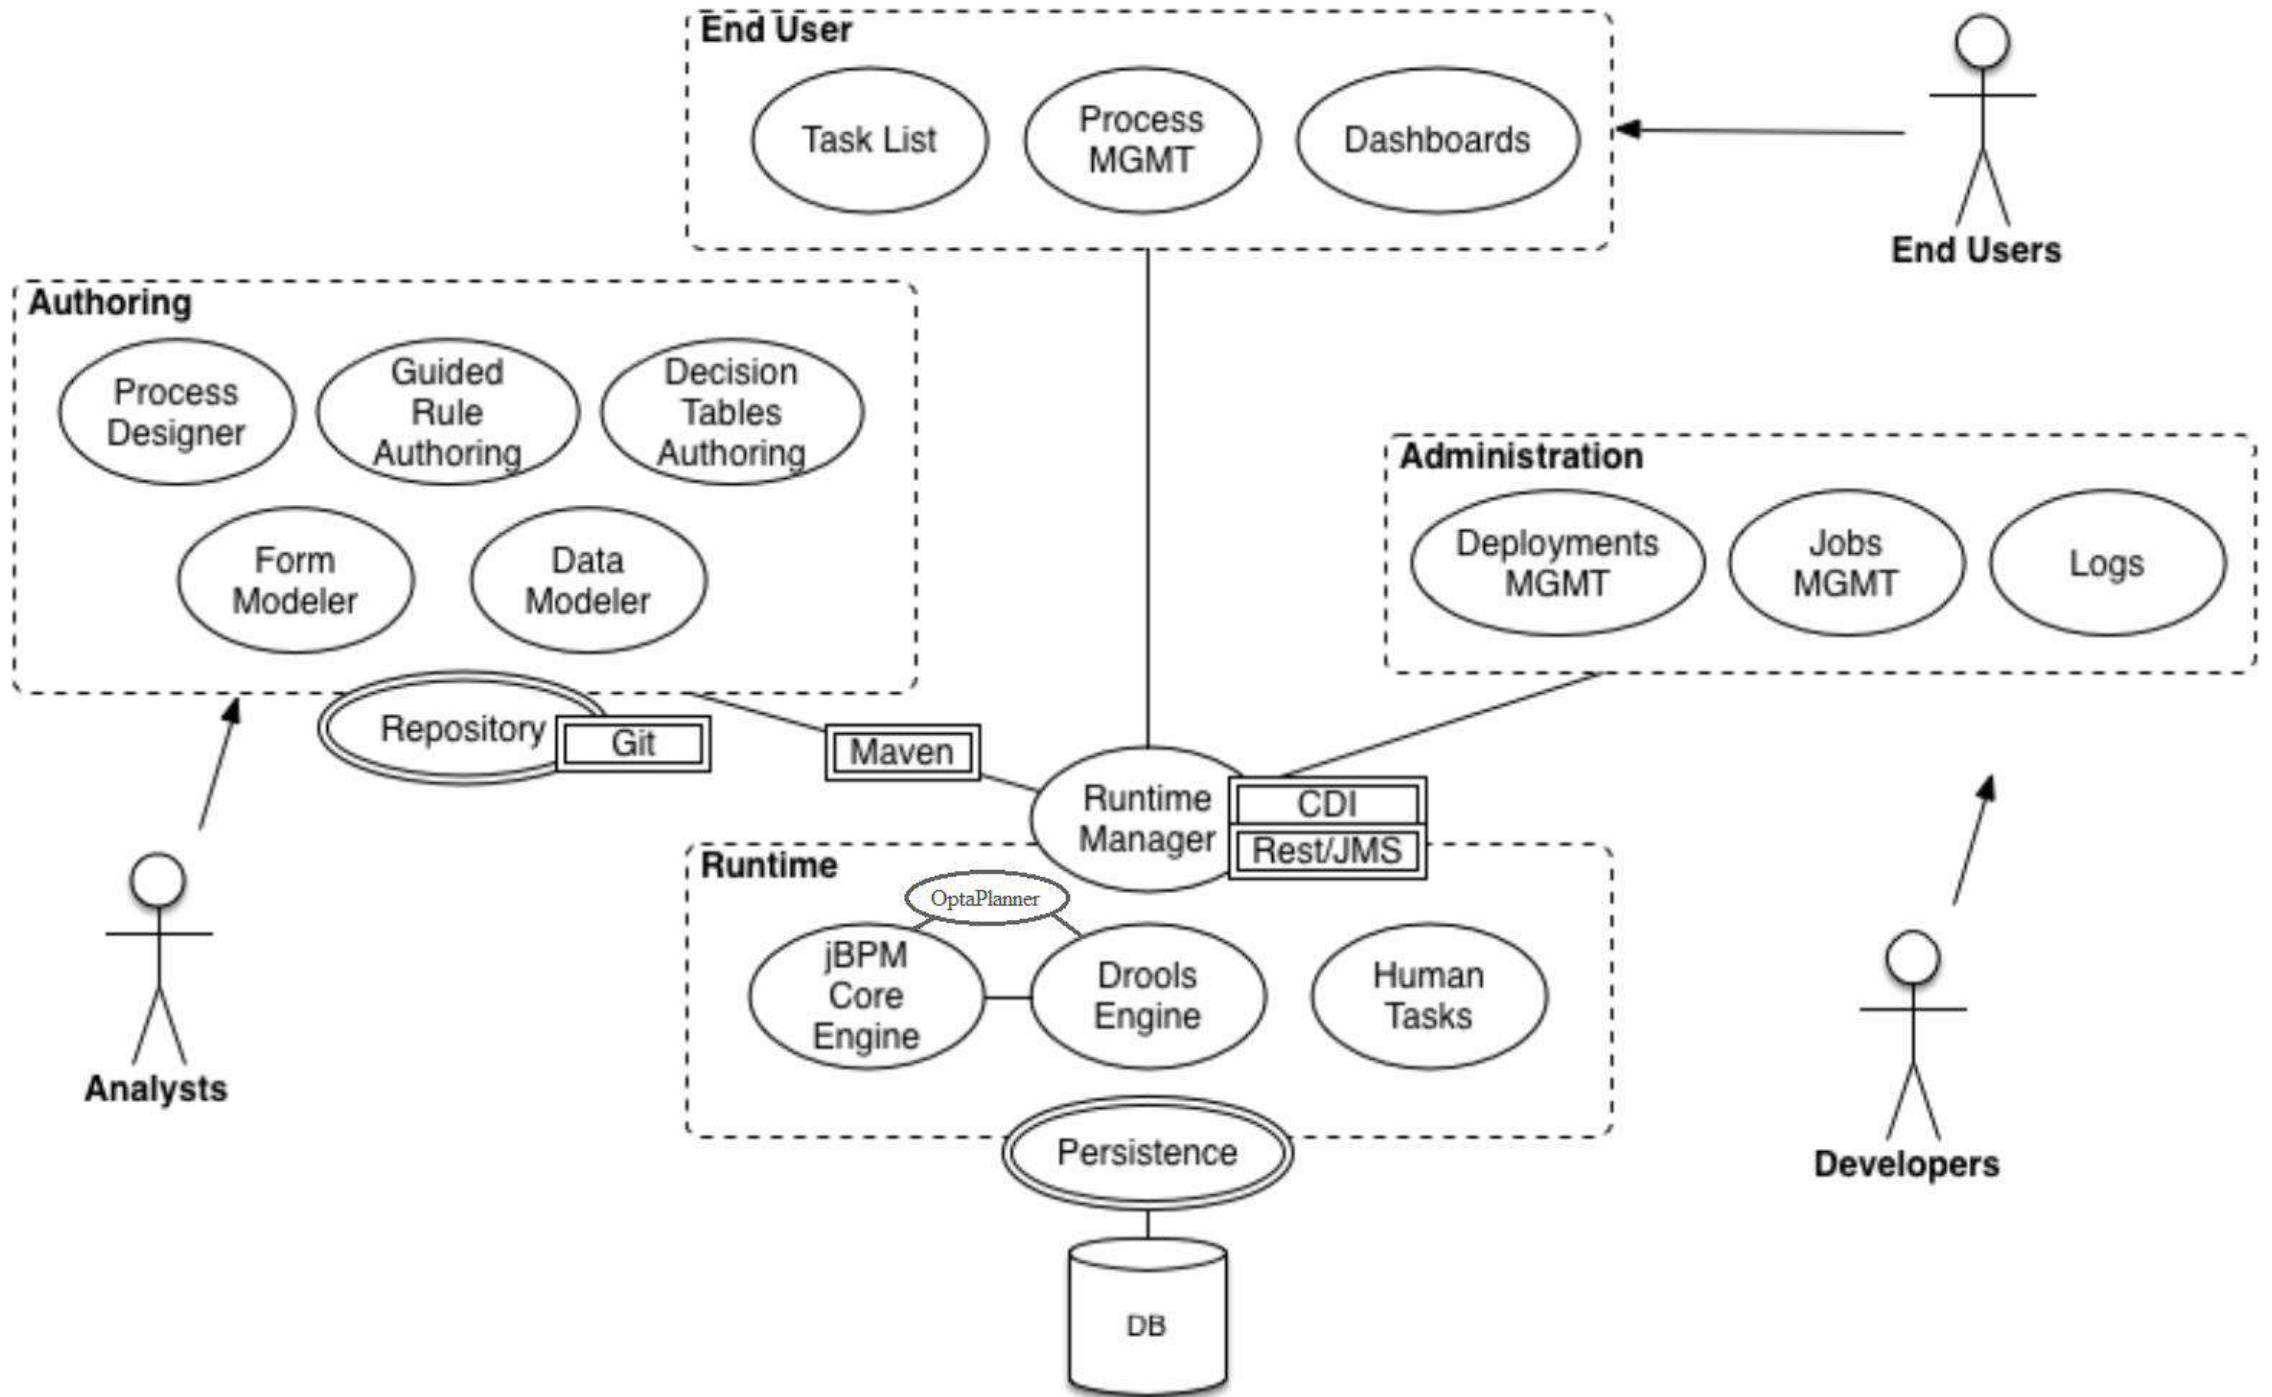 End User
Task List
Process
MGMT
Dashboards
End Users
Authoring
Process
Designer
Guided
Rule
Authoring
Decision
Tables
Authoring
Form
Modeler
Data
Modeler
Repository
Git
Maven
Administration
Deployments
MGMT
Jobs
MGMT
Logs
Runtime
Manager
CDI
Rest/JMS
Runtime
OptaPlanner
jBPM
Core
Engine
Drools
Engine
Human
Tasks
Persistence
DB
Analysts
Developers